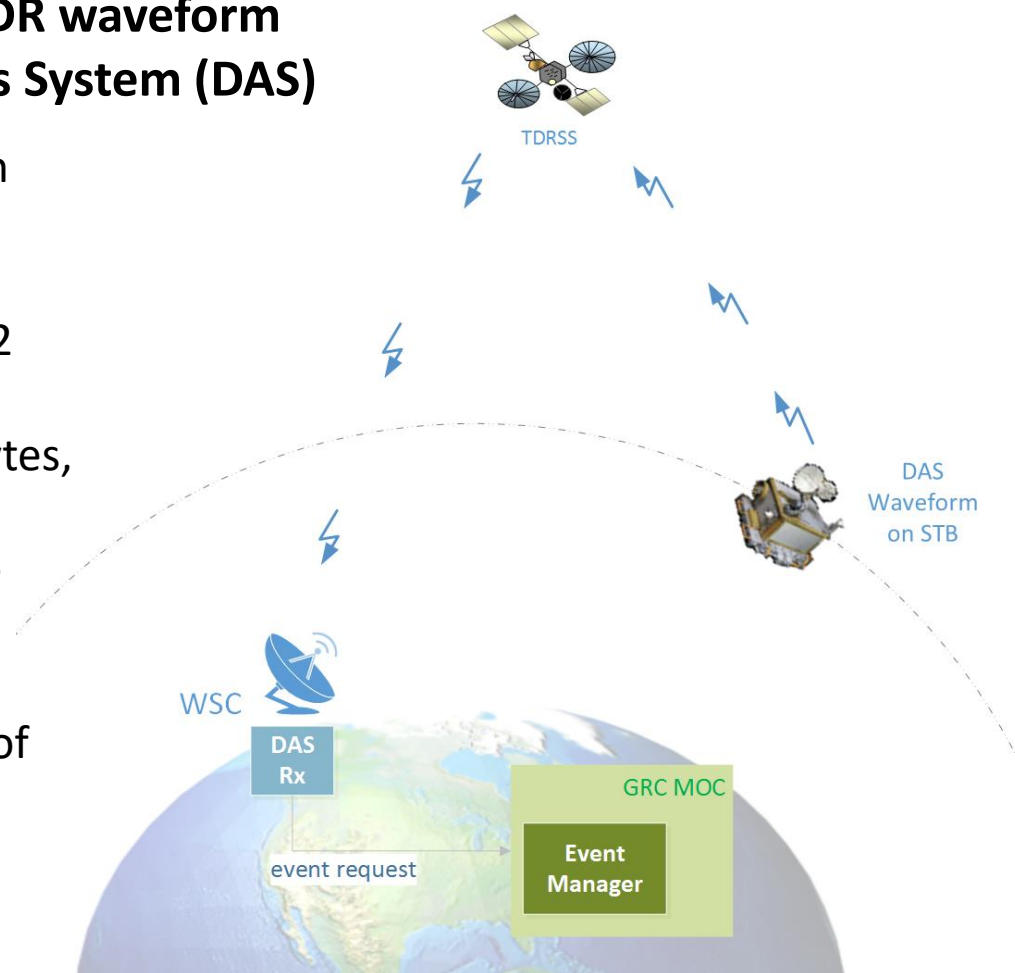 DR waveform
s System (DAS)
n
2
tes,
of
TDRSS
DAS
Waveform
on STB
WSC
DAS
Rx
GRC MOC
event request
Event
Manager